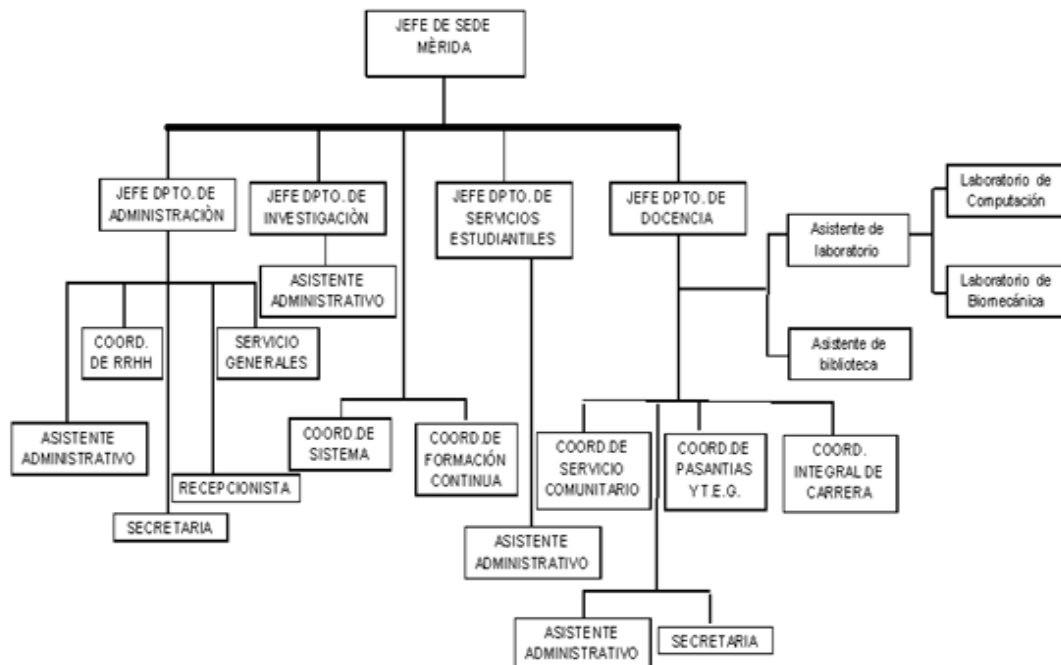 JEFE DE SEDE
MÈRIDA
JEFE DPTO. DE
ADMINISTRACIÒN
JEFE DPTO. DE
INVESTIGACIÒN
JEFE DPTO. DE
SERVICIOS
ESTUDIANTILES
JEFE DPTO. DE
DOCENCIA
Asistente de
laboratorio
Laboratorio de
Computación
Laboratorio de
Biomecánica
Asistente de
biblioteca
ASISTENTE
ADMINISTRATIVO
COORD.
DE RRHH
SERVICIO
GENERALES
ASISTENTE
ADMINISTRATIVO
RECEPCIONISTA
SECRETARIA
COORD.DE
SISTEMA
COORD.DE
FORMACIÓN
CONTINUA
COORD.DE
SERVICIO
COMUNITARIO
COORD.DE
PASANTIAS
Y T.E.G.
COORD.
INTEGRAL DE
CARRERA
ASISTENTE
ADMINISTRATIVO
ASISTENTE
ADMINISTRATIVO
SECRETARIA